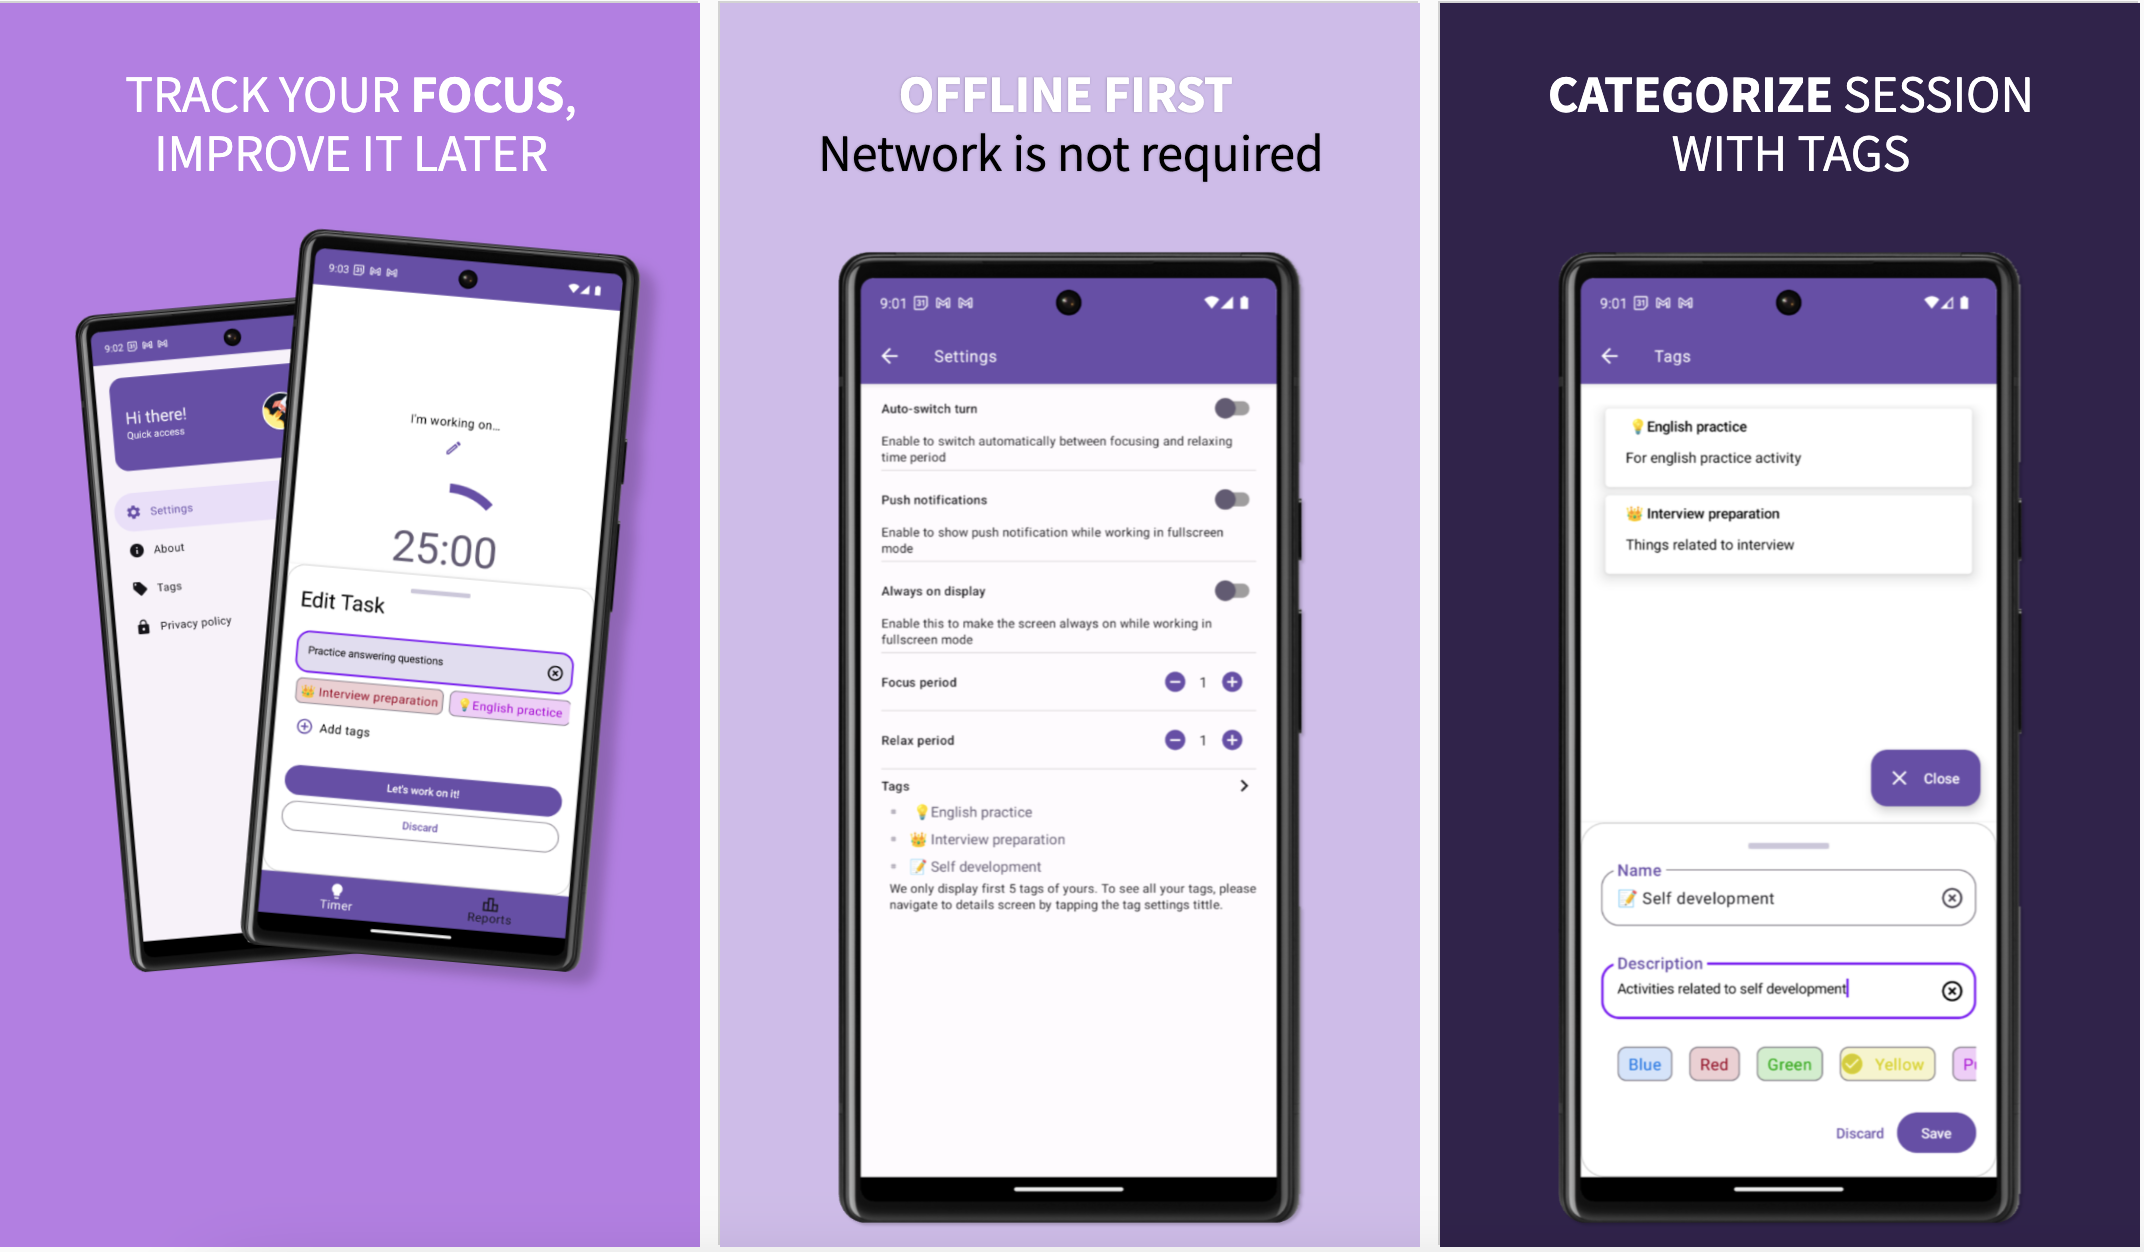 TRACK YOUR FOCUS,
IMPROVE IT LATER
9:02
Hi there!
Quick access
Settings
About
Tags
Privacy policy
9:03
I'm working on...
25:00
Edit Task
Practice answering questions
👑 Interview preparation
💡English practice
Add tags
Let's work on it!
Discard
Timer
Reports
OFFLINE FIRST
Network is not required
9:01 31
Settings
Auto-switch turn
Enable to switch automatically between focusing and relaxing
time period
Push notifications
Enable to show push notification while working in fullscreen
mode
Always on display
Enable this to make the screen always on while working in
fullscreen mode
Focus period 1
Relax period 1
Tags
💡English practice
👑 Interview preparation
📝 Self development
We only display first 5 tags of yours. To see all your tags, please
navigate to details screen by tapping the tag settings tittle.
CATEGORIZE SESSION
WITH TAGS
9:01 31
Tags
💡English practice
For english practice activity
👑 Interview preparation
Things related to interview
Close
Name
📝 Self development
Description
Activities related to self development
Blue Red Green Yellow
Discard Save